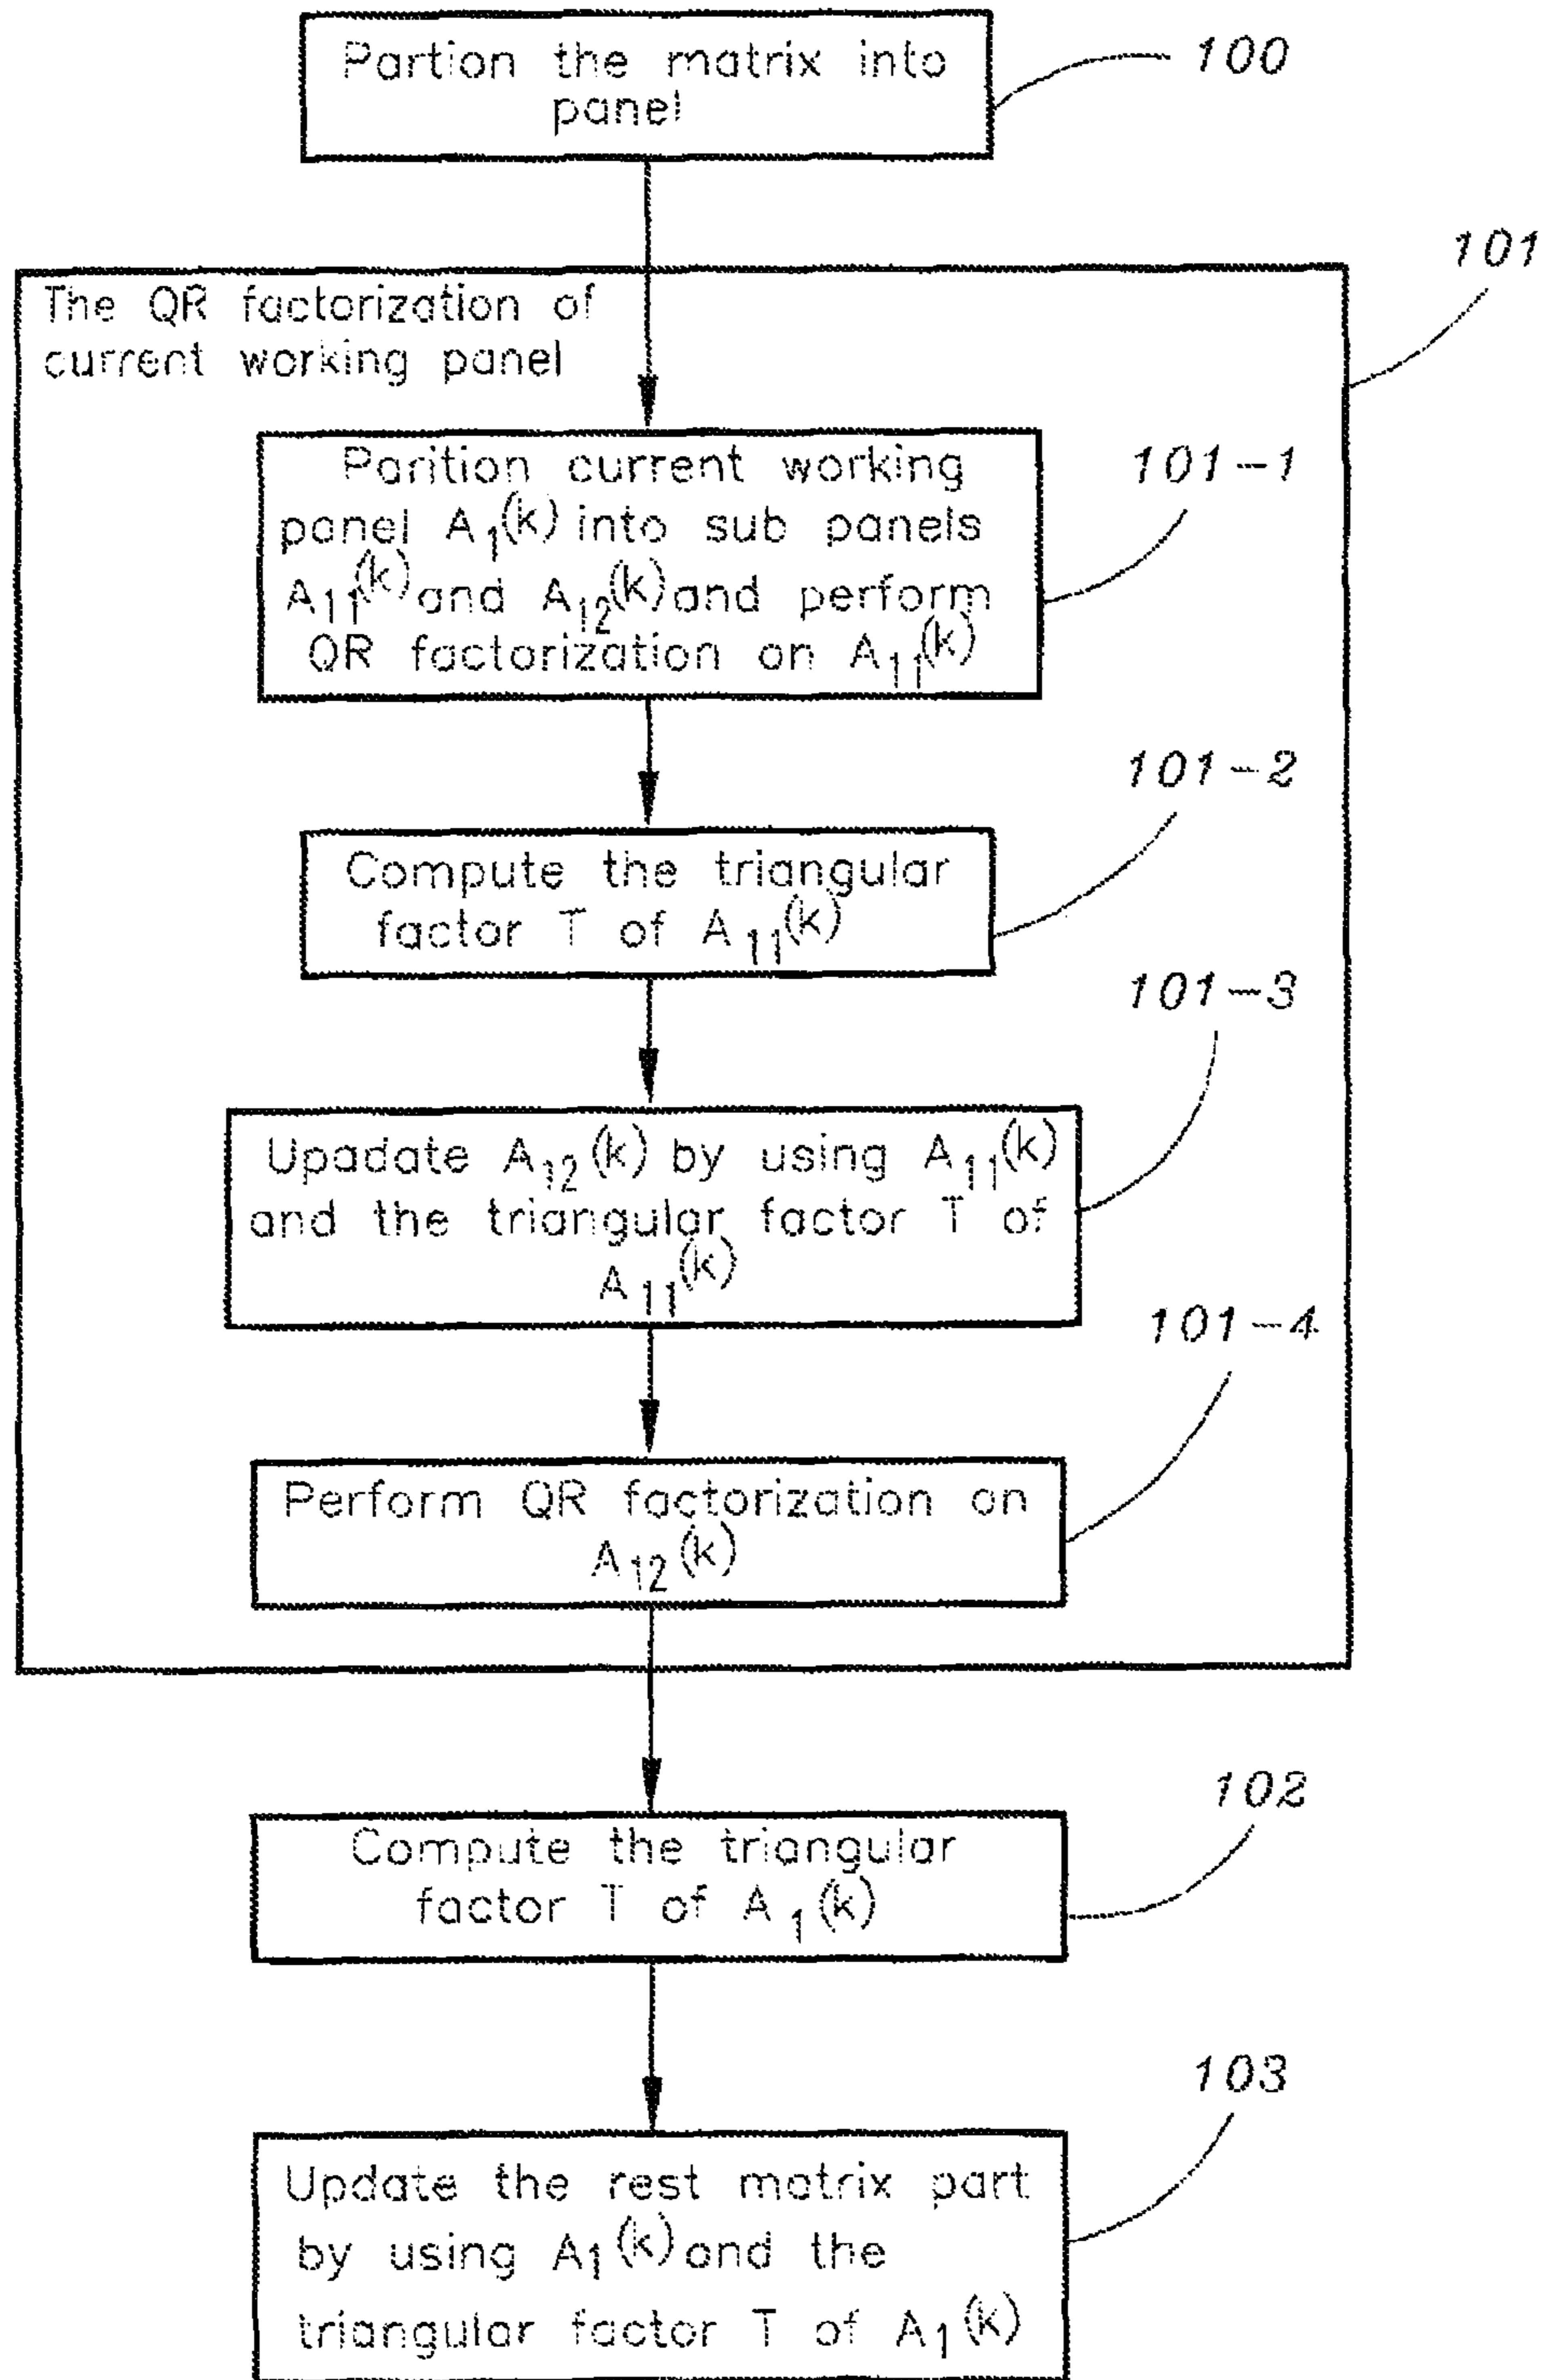 Partion the matrix into
panel
100
101
The QR factorization of
current working panel
Parition current working
panel A₁(k) into sub panels
A₁₁(k) and A₁₂(k) and perform
QR factorization on A₁₁(k)
101-1
Compute the triangular
factor T of A₁₁(k)
101-2
Upadate A₁₂(k) by using A₁₁(k)
and the triangular factor T of
A₁₁(k)
101-3
Perform QR factorization on
A₁₂(k)
101-4
Compute the triangular
factor T of A₁(k)
102
Update the rest matrix part
by using A₁(k) and the
triangular factor T of A₁(k)
103